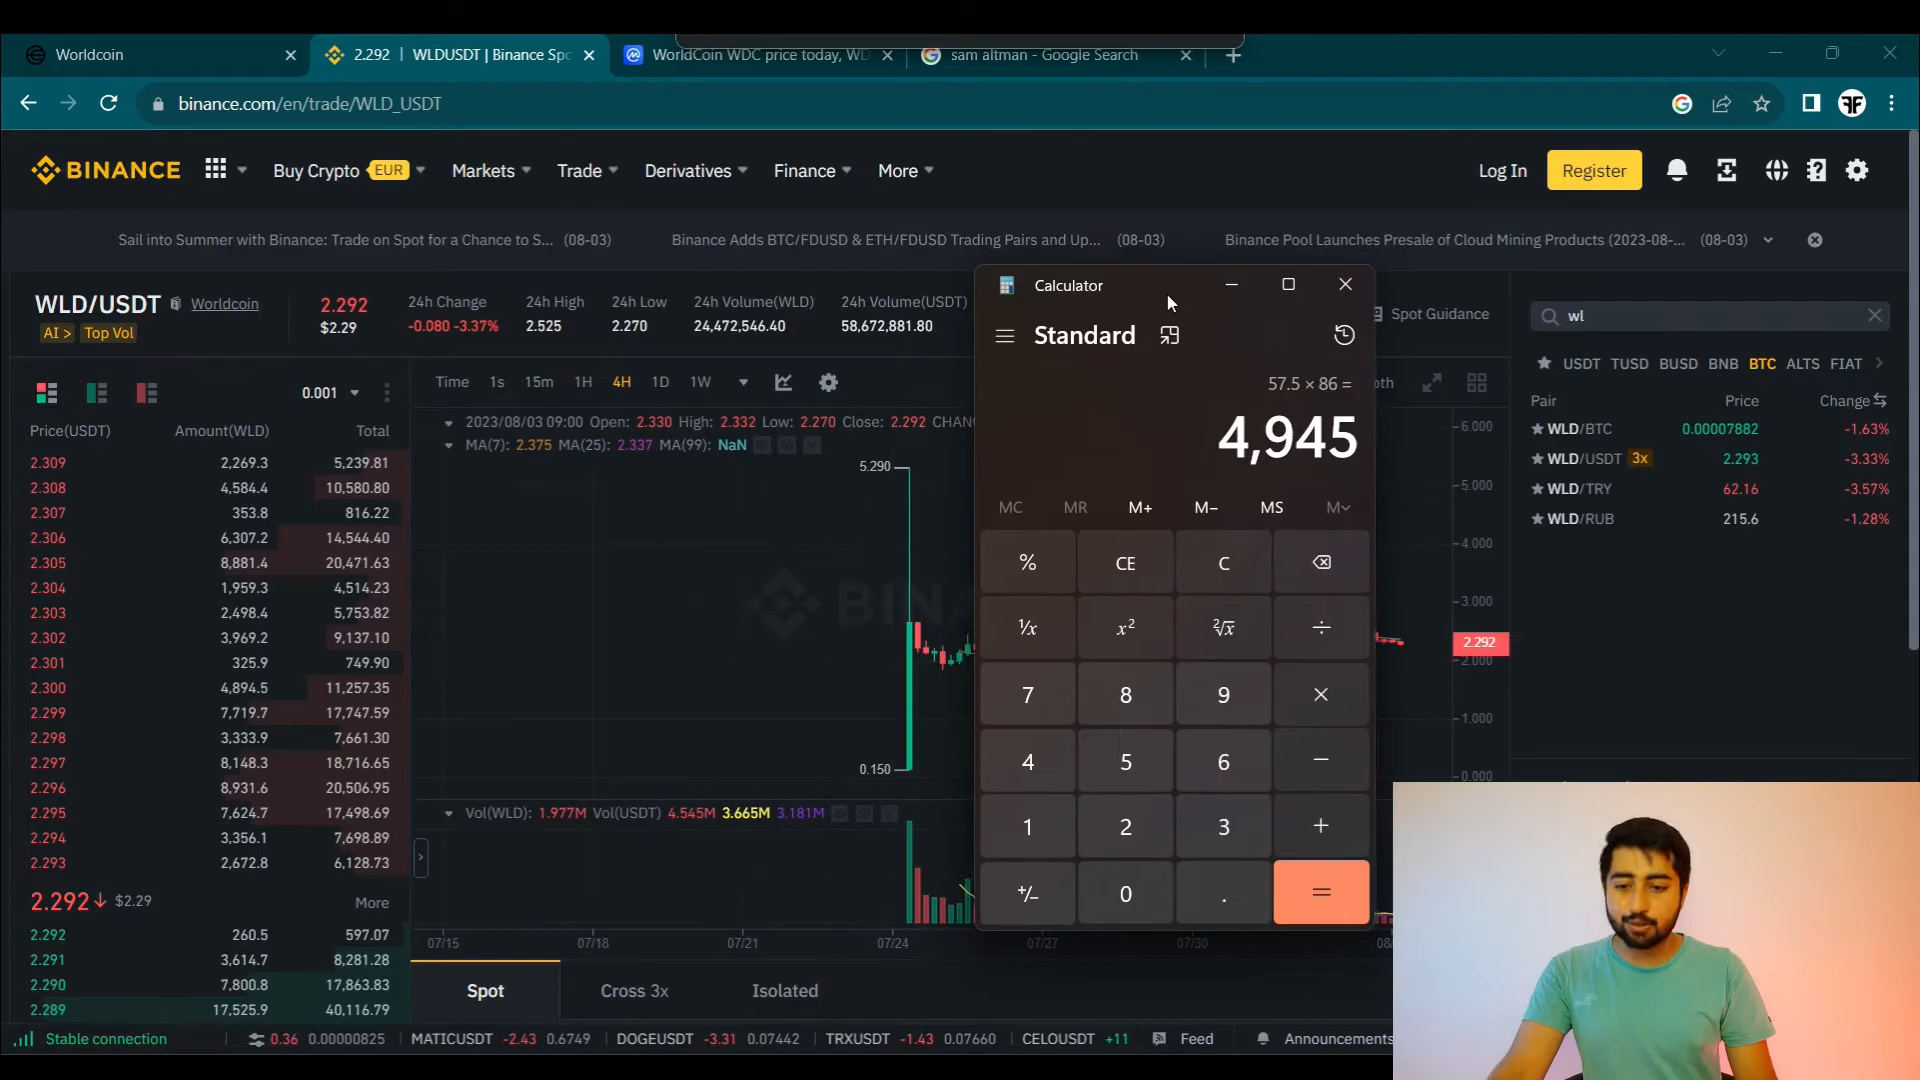 Worldcoin
2.292 | WLDUSDT | Binance Spo
WorldCoin WDC price today, WL
sam altman - Google Search
binance.com/en/trade/WLD_USDT
BINANCE
Buy Crypto EUR
Markets
Trade
Derivatives
Finance
More
Log In
Register
Sail into Summer with Binance: Trade on Spot for a Chance to S... (08-03)
Binance Adds BTC/FDUSD & ETH/FDUSD Trading Pairs and Up... (08-03)
Binance Pool Launches Presale of Cloud Mining Products (2023-08-... (08-03)
WLD/USDT Worldcoin
AI > Top Vol
2.292
$2.29
24h Change
-0.080 -3.37%
24h High
2.525
24h Low
2.270
24h Volume(WLD)
24,472,546.40
24h Volume(USDT)
58,672,881.80
Spot Guidance
0.001
Price(USDT) Amount(WLD) Total
2.309 2,269.3 5,239.81
2.308 4,584.4 10,580.80
2.307 353.8 816.22
2.306 6,307.2 14,544.40
2.305 8,881.4 20,471.63
2.304 1,959.3 4,514.23
2.303 2,498.4 5,753.82
2.302 3,969.2 9,137.10
2.301 325.9 749.90
2.300 4,894.5 11,257.35
2.299 7,719.7 17,747.59
2.298 3,333.9 7,661.30
2.297 8,148.3 18,716.65
2.296 8,931.6 20,506.95
2.295 7,624.7 17,498.69
2.294 3,356.1 7,698.89
2.293 2,672.8 6,128.73
2.292↓ $2.29 More
2.292 260.5 597.07
2.291 3,614.7 8,281.28
2.290 7,800.8 17,863.83
2.289 17,525.9 40,116.79
Time 1s 15m 1H 4H 1D 1W
2023/08/03 09:00 Open: 2.330 High: 2.332 Low: 2.270 Close: 2.292 CHANG
MA(7): 2.375 MA(25): 2.337 MA(99): NaN
5.290
0.150
BINA
Vol(WLD): 1.977M Vol(USDT) 4.545M 3.665M 3.181M
07/15 07/18 07/21 07/24 07/27 07/30 08/
6.000
5.000
4.000
3.000
2.292
2.000
1.000
0.000
Spot Cross 3x Isolated
Calculator
Standard
57.5 × 86 =
4,945
MC MR M+ M− MS M
% CE C
1/x x² ²√x ÷
7 8 9 ×
4 5 6 −
1 2 3 +
+/− 0 . =
wl
USDT TUSD BUSD BNB BTC ALTS FIAT
Pair Price Change
WLD/BTC 0.00007882 -1.63%
WLD/USDT 3x 2.293 -3.33%
WLD/TRY 62.16 -3.57%
WLD/RUB 215.6 -1.28%
Stable connection
0.36 0.00000825
MATICUSDT -2.43 0.6749
DOGEUSDT -3.31 0.07442
TRXUSDT -1.43 0.07660
CELOUSDT +11
Feed
Announcements